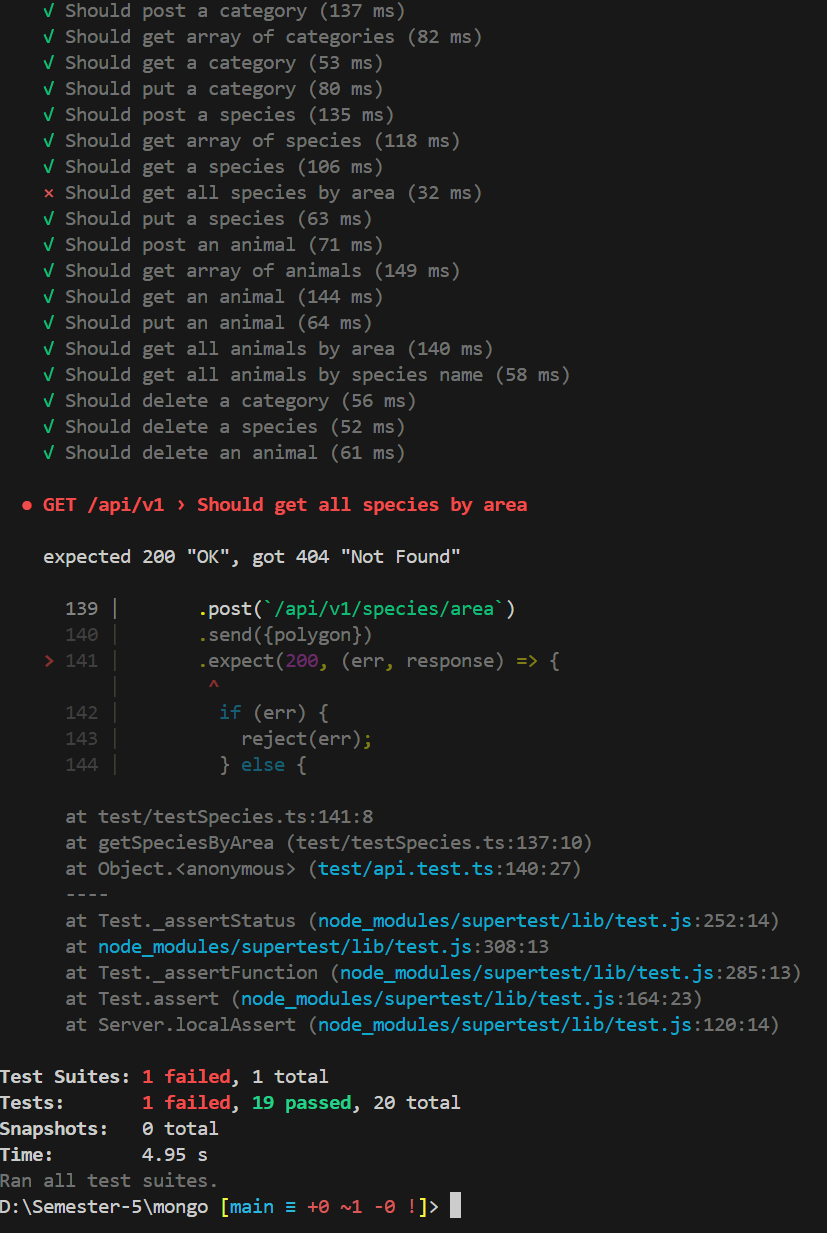 √ Should post a category (137 ms)
√ Should get array of categories (82 ms)
√ Should get a category (53 ms)
√ Should put a category (80 ms)
√ Should post a species (135 ms)
√ Should get array of species (118 ms)
√ Should get a species (106 ms)
× Should get all species by area (32 ms)
√ Should put a species (63 ms)
√ Should post an animal (71 ms)
√ Should get array of animals (149 ms)
√ Should get an animal (144 ms)
√ Should put an animal (64 ms)
√ Should get all animals by area (140 ms)
√ Should get all animals by species name (58 ms)
√ Should delete a category (56 ms)
√ Should delete a species (52 ms)
√ Should delete an animal (61 ms)
● GET /api/v1 › Should get all species by area
expected 200 "OK", got 404 "Not Found"
139 | .post(`/api/v1/species/area`)
140 | .send({polygon})
> 141 | .expect(200, (err, response) => {
| ^
142 | if (err) {
143 | reject(err);
144 | } else {
at test/testSpecies.ts:141:8
at getSpeciesByArea (test/testSpecies.ts:137:10)
at Object.<anonymous> (test/api.test.ts:140:27)
----
at Test._assertStatus (node_modules/supertest/lib/test.js:252:14)
at node_modules/supertest/lib/test.js:308:13
at Test._assertFunction (node_modules/supertest/lib/test.js:285:13)
at Test.assert (node_modules/supertest/lib/test.js:164:23)
at Server.localAssert (node_modules/supertest/lib/test.js:120:14)
Test Suites: 1 failed, 1 total
Tests: 1 failed, 19 passed, 20 total
Snapshots: 0 total
Time: 4.95 s
Ran all test suites.
D:\Semester-5\mongo [main ≡ +0 ~1 -0 !]>